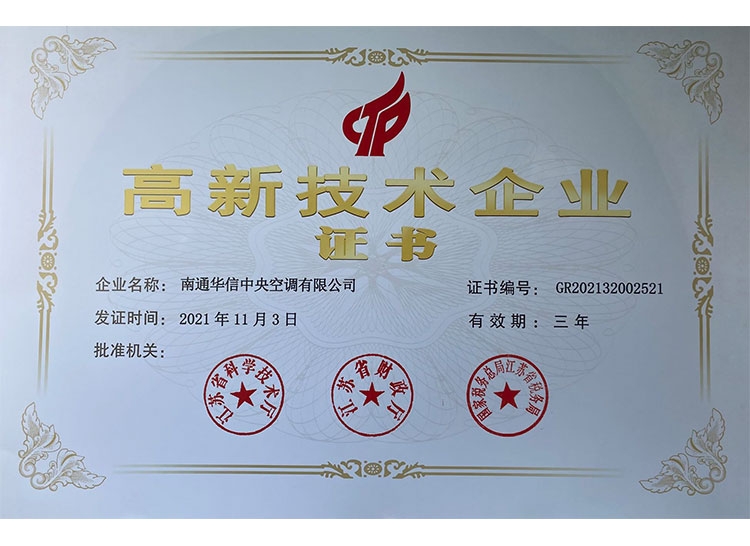 高新技术企业
证书
企业名称：南通华信中央空调有限公司
证书编号：GR202132002521
发证时间：2021年11月3日
有效期：三年
批准机关：
江苏省科学技术厅
江苏省财政厅
国家税务总局江苏省税务局